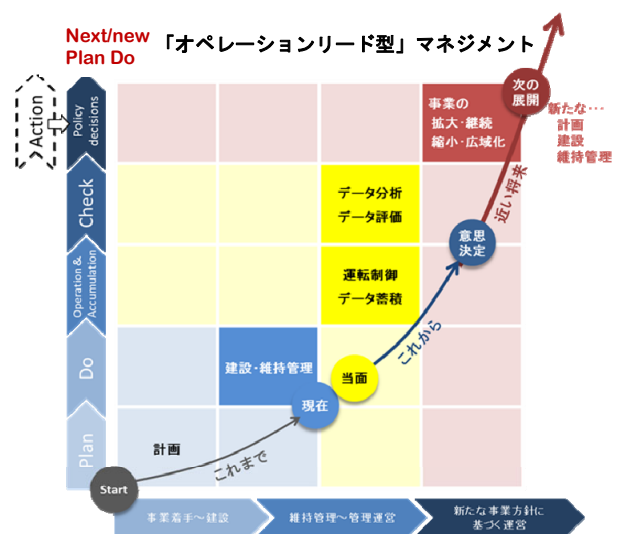 Next/new
Plan Do
「オペレーションリード型」マネジメント
Action
Policy
decisions
事業の
拡大・継続
縮小・広域化
次の
展開
新たな…
計画
建設
維持管理
近い将来
Check
データ分析
データ評価
意思
決定
Operation &
Accumulation
運転制御
データ蓄積
これから
Do
建設・維持管理
当面
現在
Plan
計画
これまで
Start
事業着手～建設
維持管理～管理運営
新たな事業方針に
基づく運営